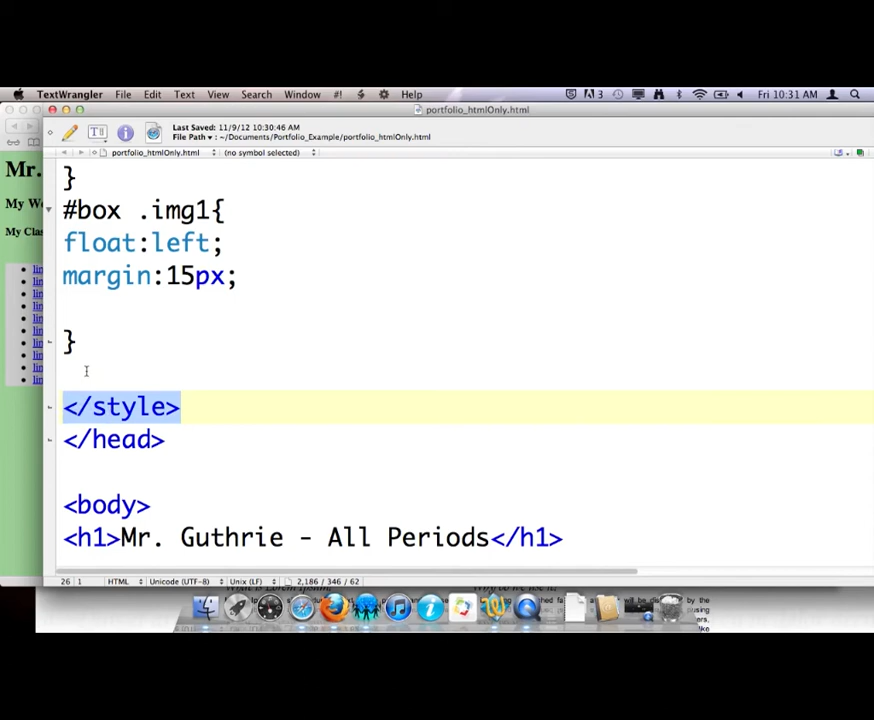 TextWrangler File Edit Text View Search Window #! Help 3 Fri 10:31 AM
portfolio_htmlOnly.html
Last Saved: 11/9/12 10:30:46 AM
File Path ▾ : ~/Documents/Portfolio_Example/portfolio_htmlOnly.html
portfolio_htmlOnly.html (no symbol selected)
Mr.
My We
My Cla
}
#box .img1{
float:left;
margin:15px;
}
</style>
</head>
<body>
<h1>Mr. Guthrie - All Periods</h1>
26 1 HTML Unicode (UTF-8) Unix (LF) 2,186 / 346 / 62